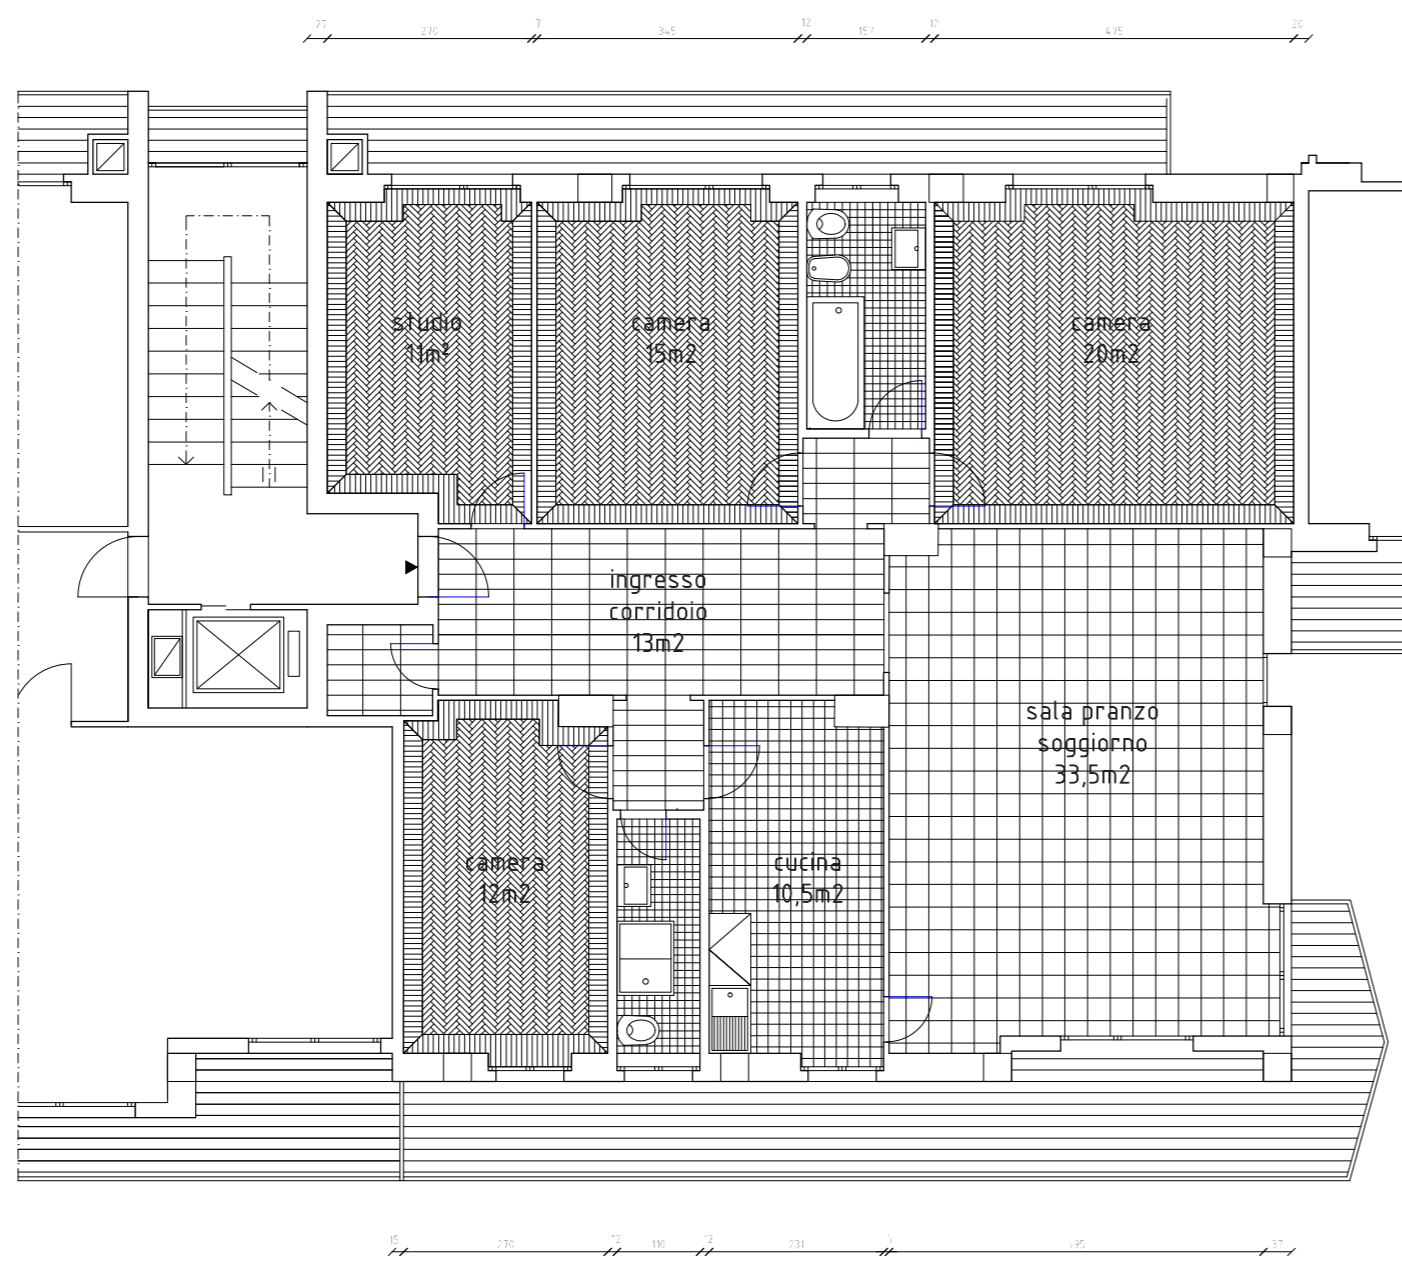 27 270 7 345 12 157 12 475 20
studio
11m²
camera
15m2
camera
20m2
ingresso
corridoio
13m2
sala pranzo
soggiorno
33,5m2
camera
12m2
cucina
10,5m2
15 270 12 110 12 231 7 495 37